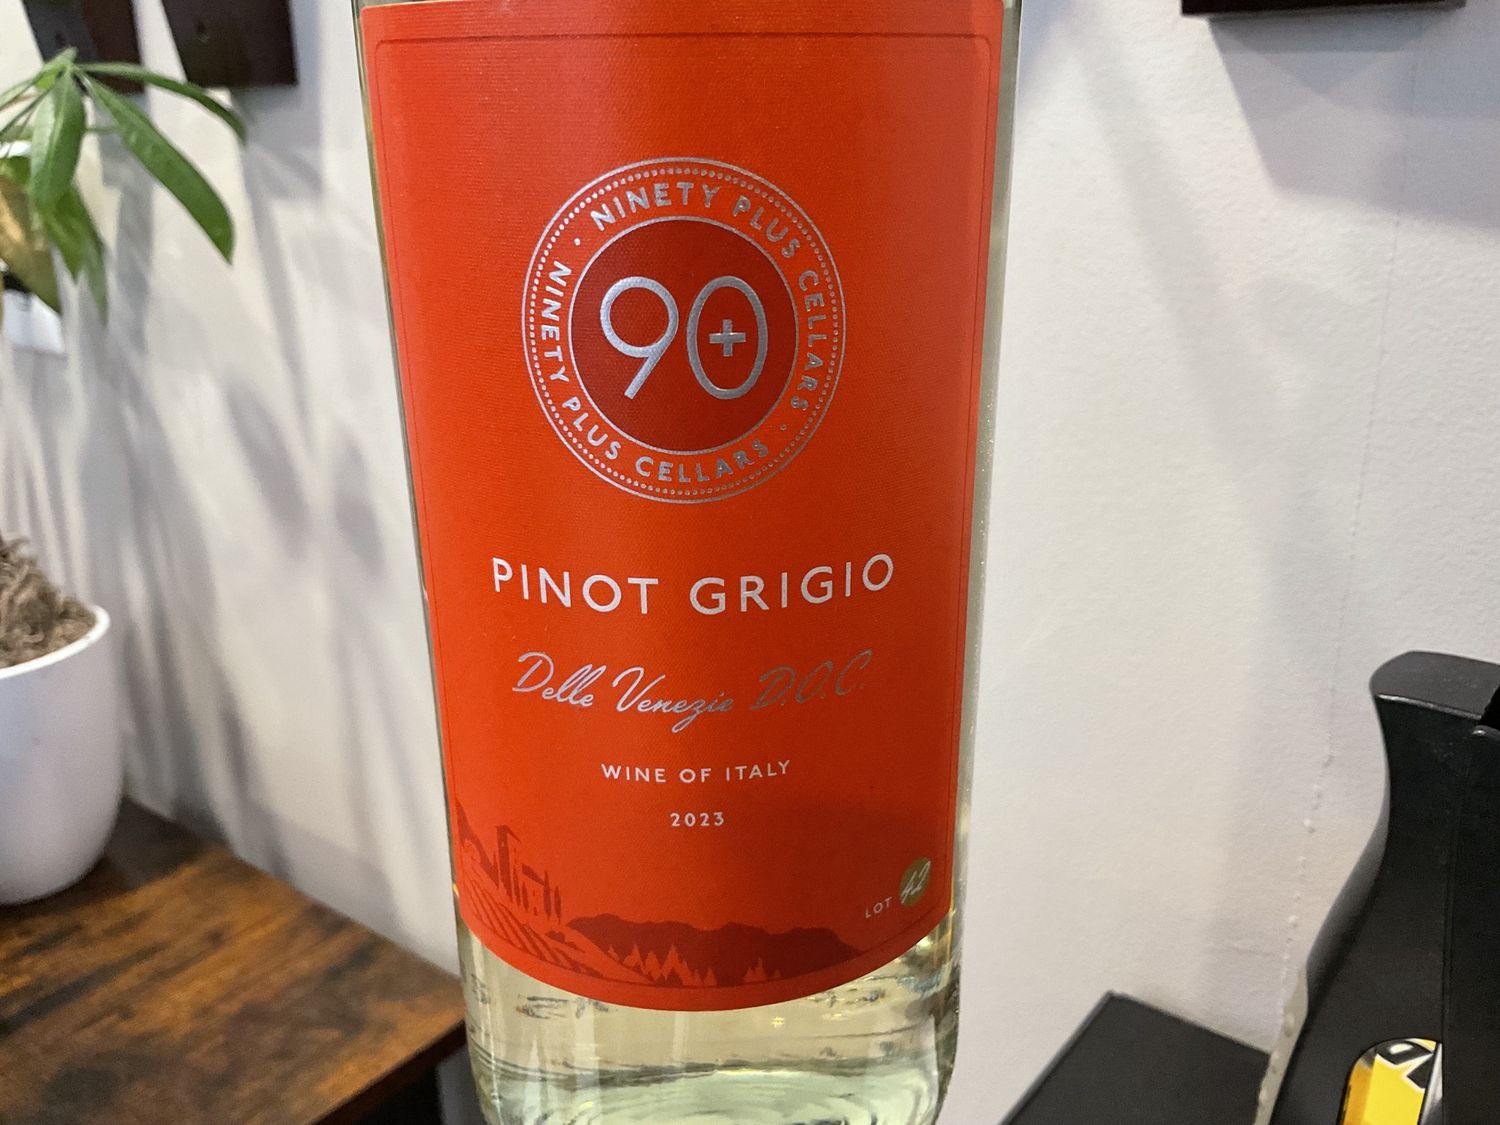 NINETY PLUS CELLARS · NINETY PLUS CELLARS ·
90+
PINOT GRIGIO
Delle Venezie D.O.C.
WINE OF ITALY
2023
LOT 42